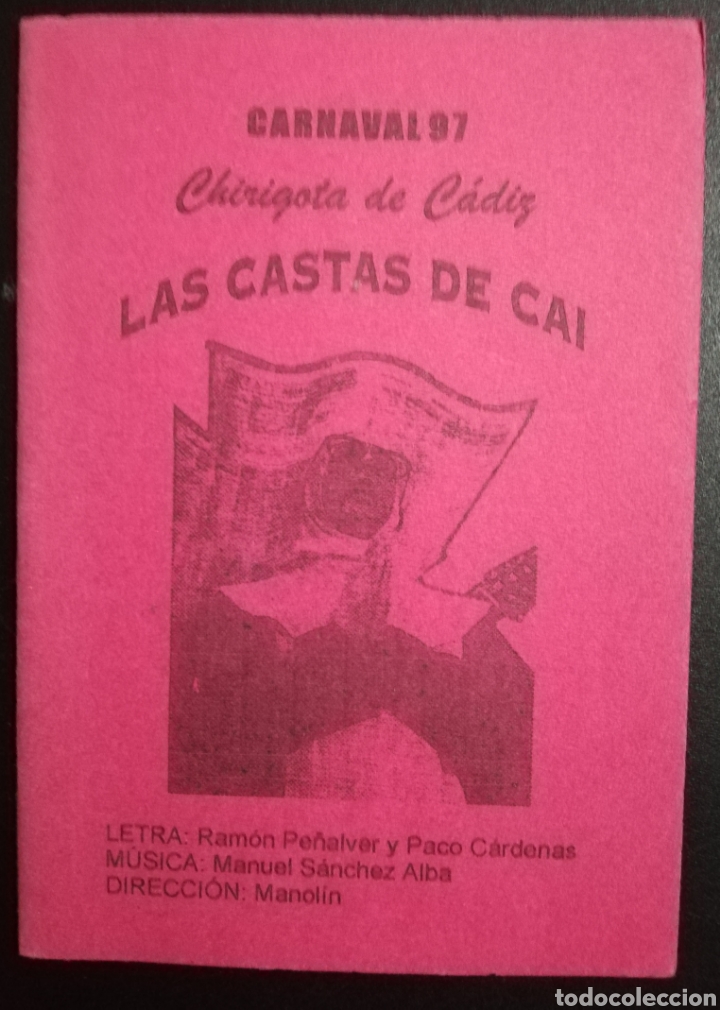 CARNAVAL 97
Chirigota de Cádiz
LAS CASTAS DE CAI
LETRA: Ramón Peñalver y Paco Cárdenas
MÚSICA: Manuel Sánchez Alba
DIRECCIÓN: Manolín
todocoleccion